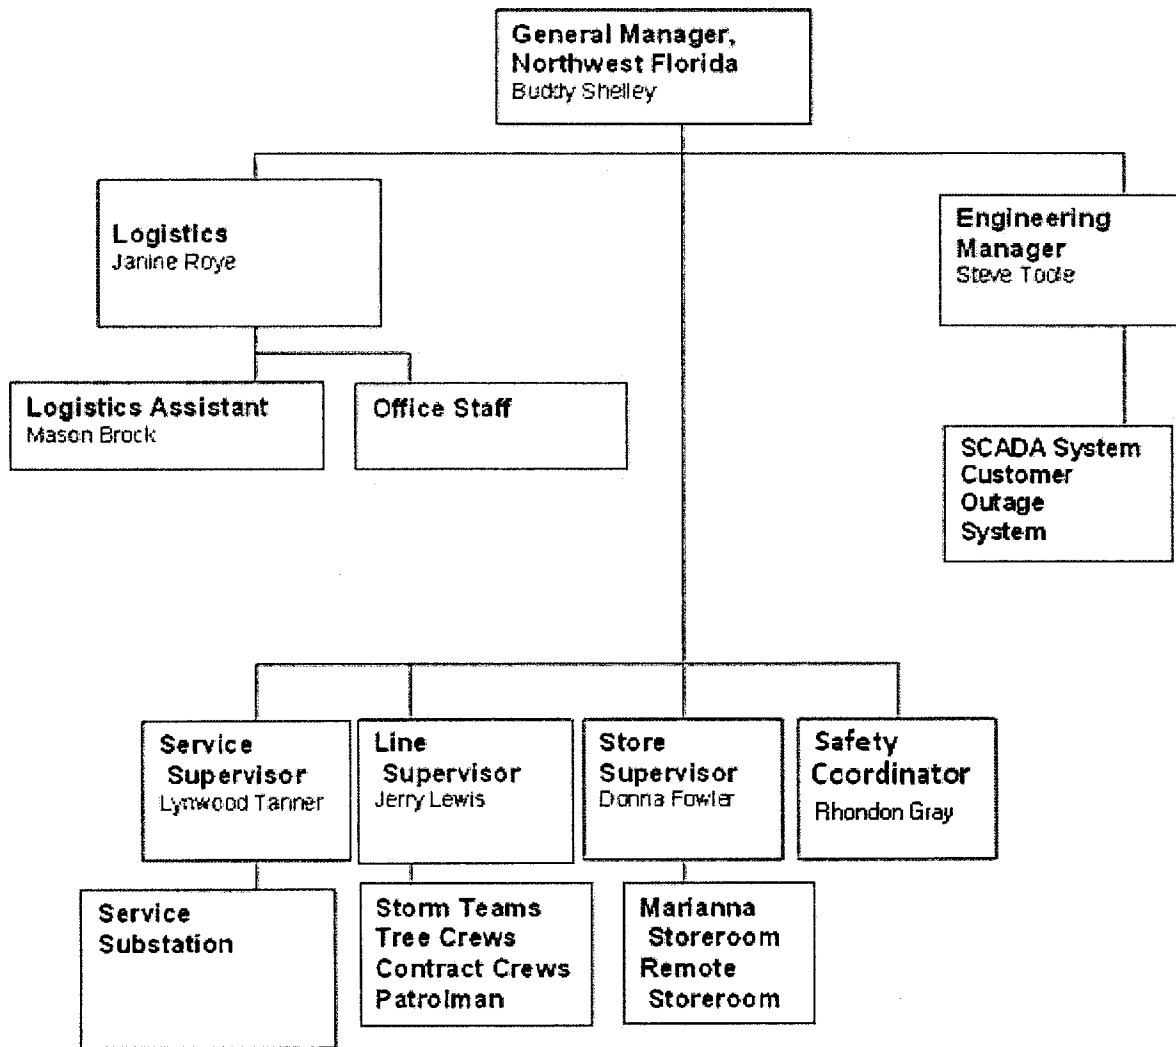 General Manager,
Northwest Florida
Buddy Shelley
Logistics
Janine Roye
Engineering
Manager
Steve Toole
Logistics Assistant
Mason Brock
Office Staff
SCADA System
Customer
Outage
System
Service
Supervisor
Lynwood Tanner
Line
Supervisor
Jerry Lewis
Store
Supervisor
Donna Fowler
Safety
Coordinator
Rhondon Gray
Service
Substation
Storm Teams
Tree Crews
Contract Crews
Patrolman
Marianna
Storeroom
Remote
Storeroom